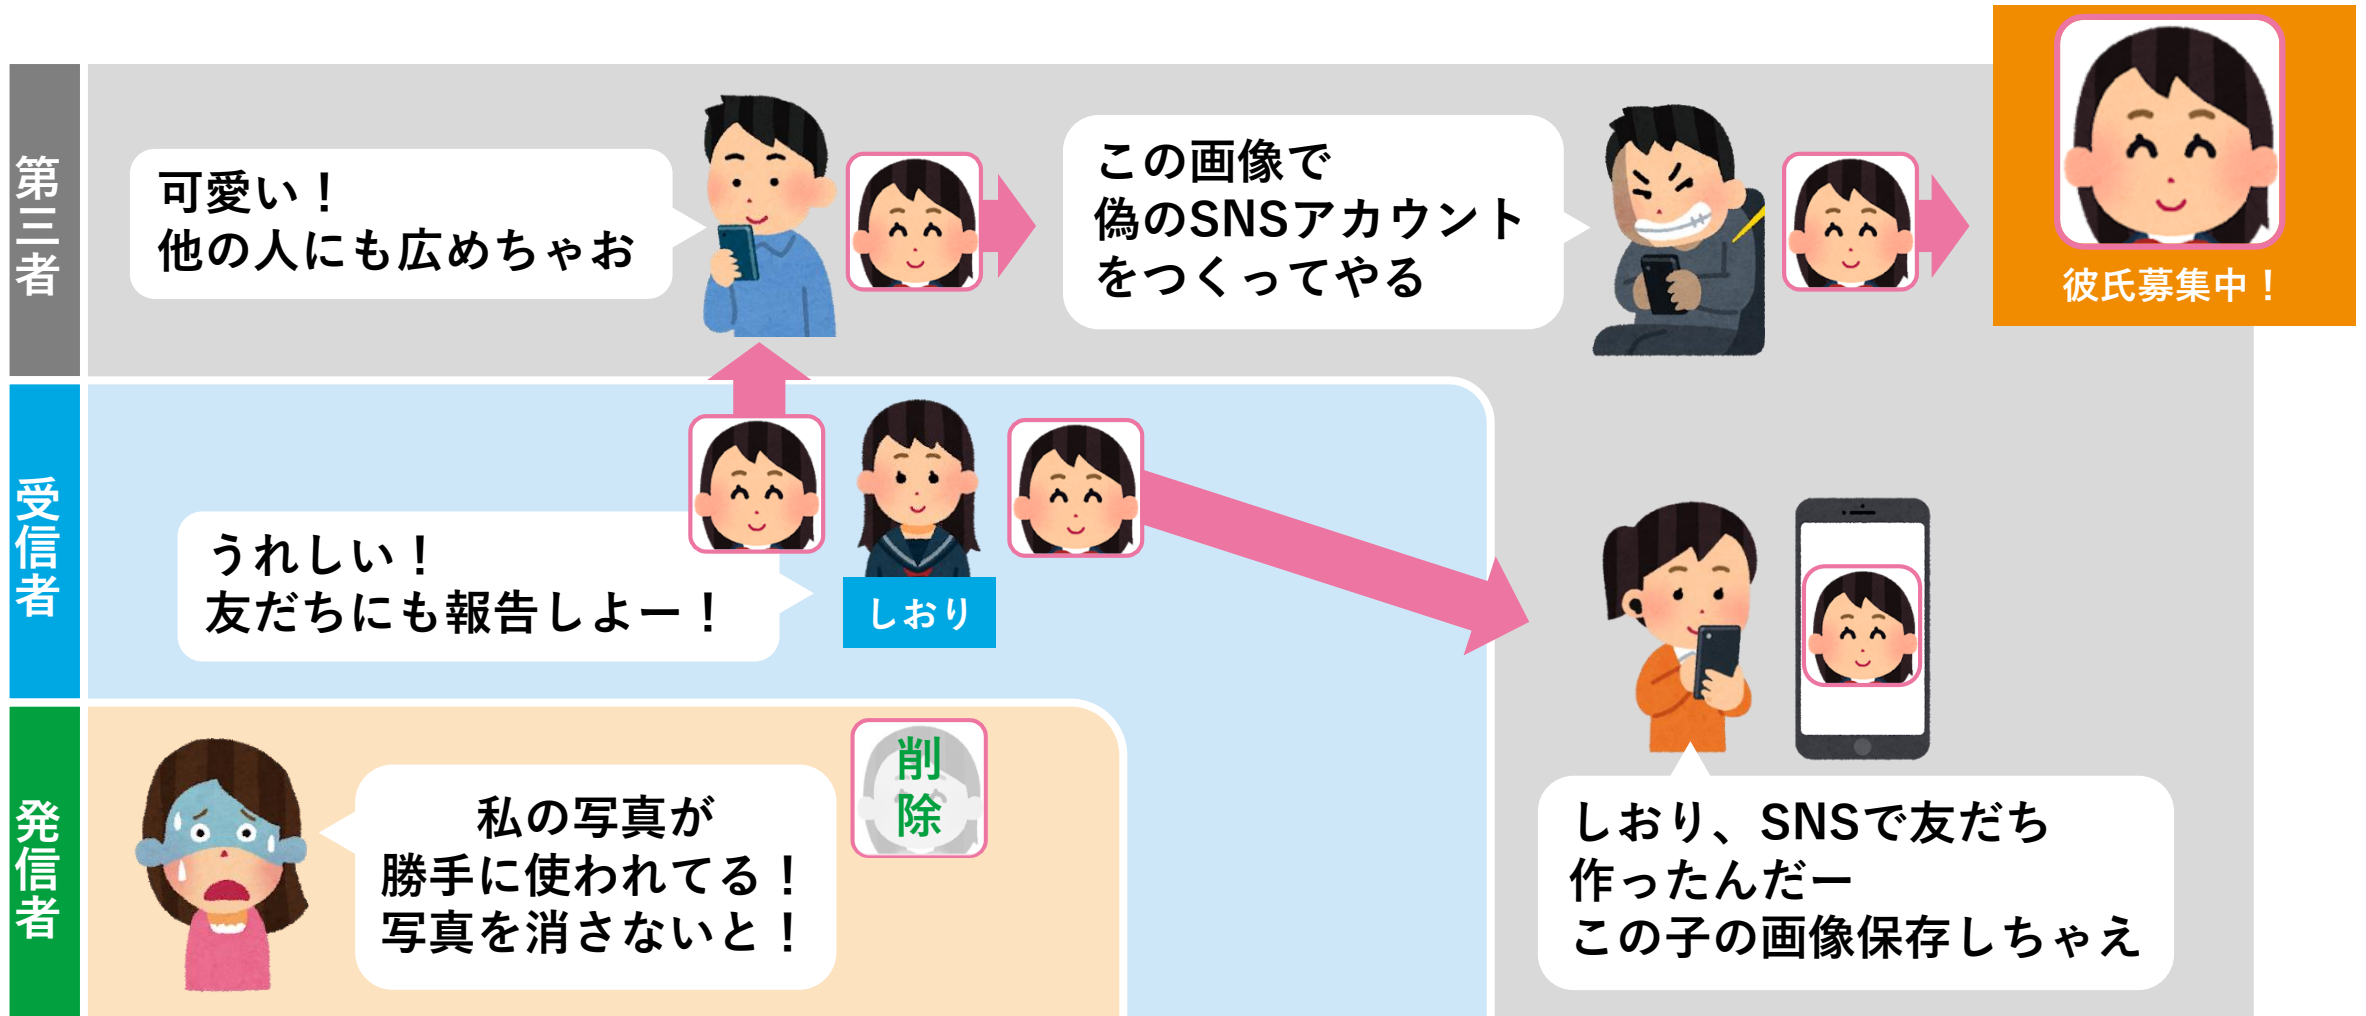 第三者
可愛い！
他の人にも広めちゃお
この画像で
偽のSNSアカウント
をつくってやる
彼氏募集中！
受信者
うれしい！
友だちにも報告しよー！
しおり
発信者
私の写真が
勝手に使われてる！
写真を消さないと！
削
除
しおり、SNSで友だち
作ったんだー
この子の画像保存しちゃえ